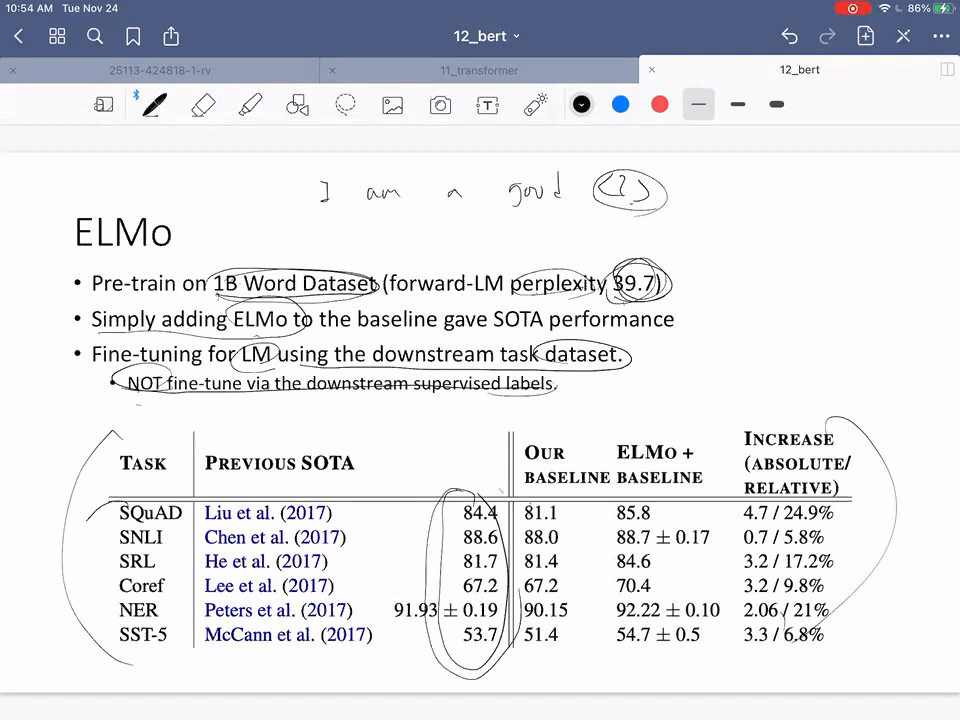 10:54 AM Tue Nov 24
86%
12_bert
25113-424818-1-rv
11_transformer
12_bert
T
I am a good (?)
ELMo
• Pre-train on 1B Word Dataset (forward-LM perplexity 39.7)
• Simply adding ELMo to the baseline gave SOTA performance
• Fine-tuning for LM using the downstream task dataset.
• NOT fine-tune via the downstream supervised labels.
TASK PREVIOUS SOTA OUR BASELINE ELMO + BASELINE INCREASE (ABSOLUTE/ RELATIVE)
SQuAD Liu et al. (2017) 84.4 81.1 85.8 4.7 / 24.9%
SNLI Chen et al. (2017) 88.6 88.0 88.7 ± 0.17 0.7 / 5.8%
SRL He et al. (2017) 81.7 81.4 84.6 3.2 / 17.2%
Coref Lee et al. (2017) 67.2 67.2 70.4 3.2 / 9.8%
NER Peters et al. (2017) 91.93 ± 0.19 90.15 92.22 ± 0.10 2.06 / 21%
SST-5 McCann et al. (2017) 53.7 51.4 54.7 ± 0.5 3.3 / 6.8%